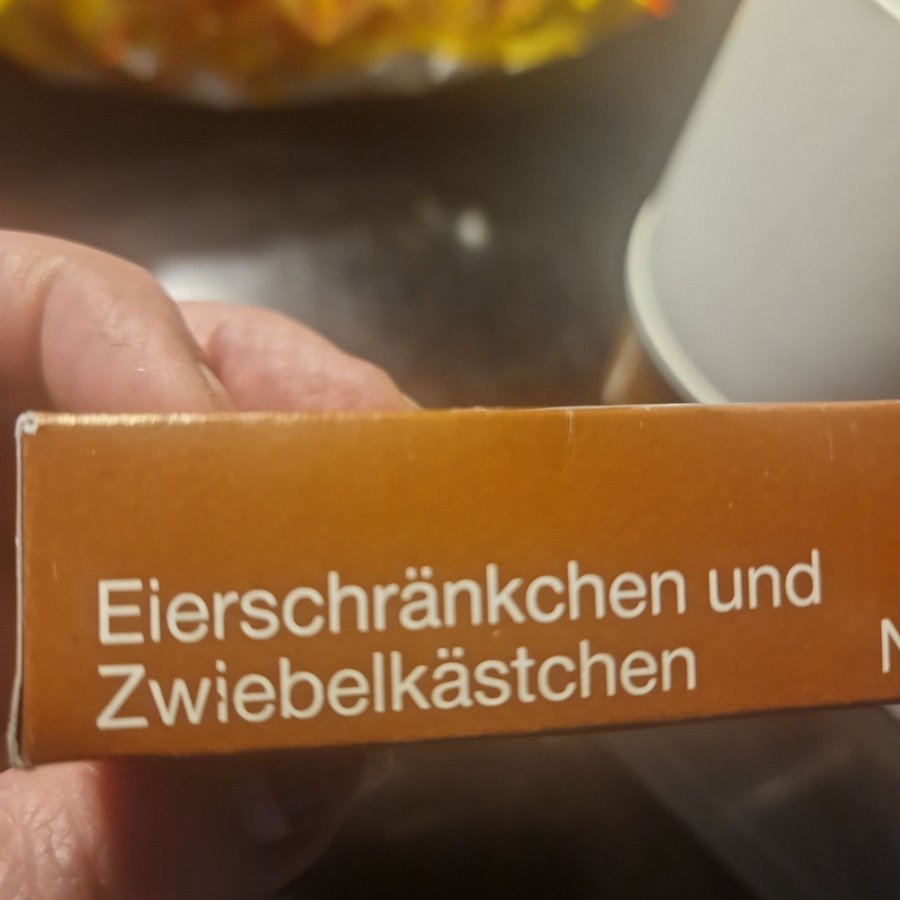 Eierschränkchen und
Zwiebelkästchen
N